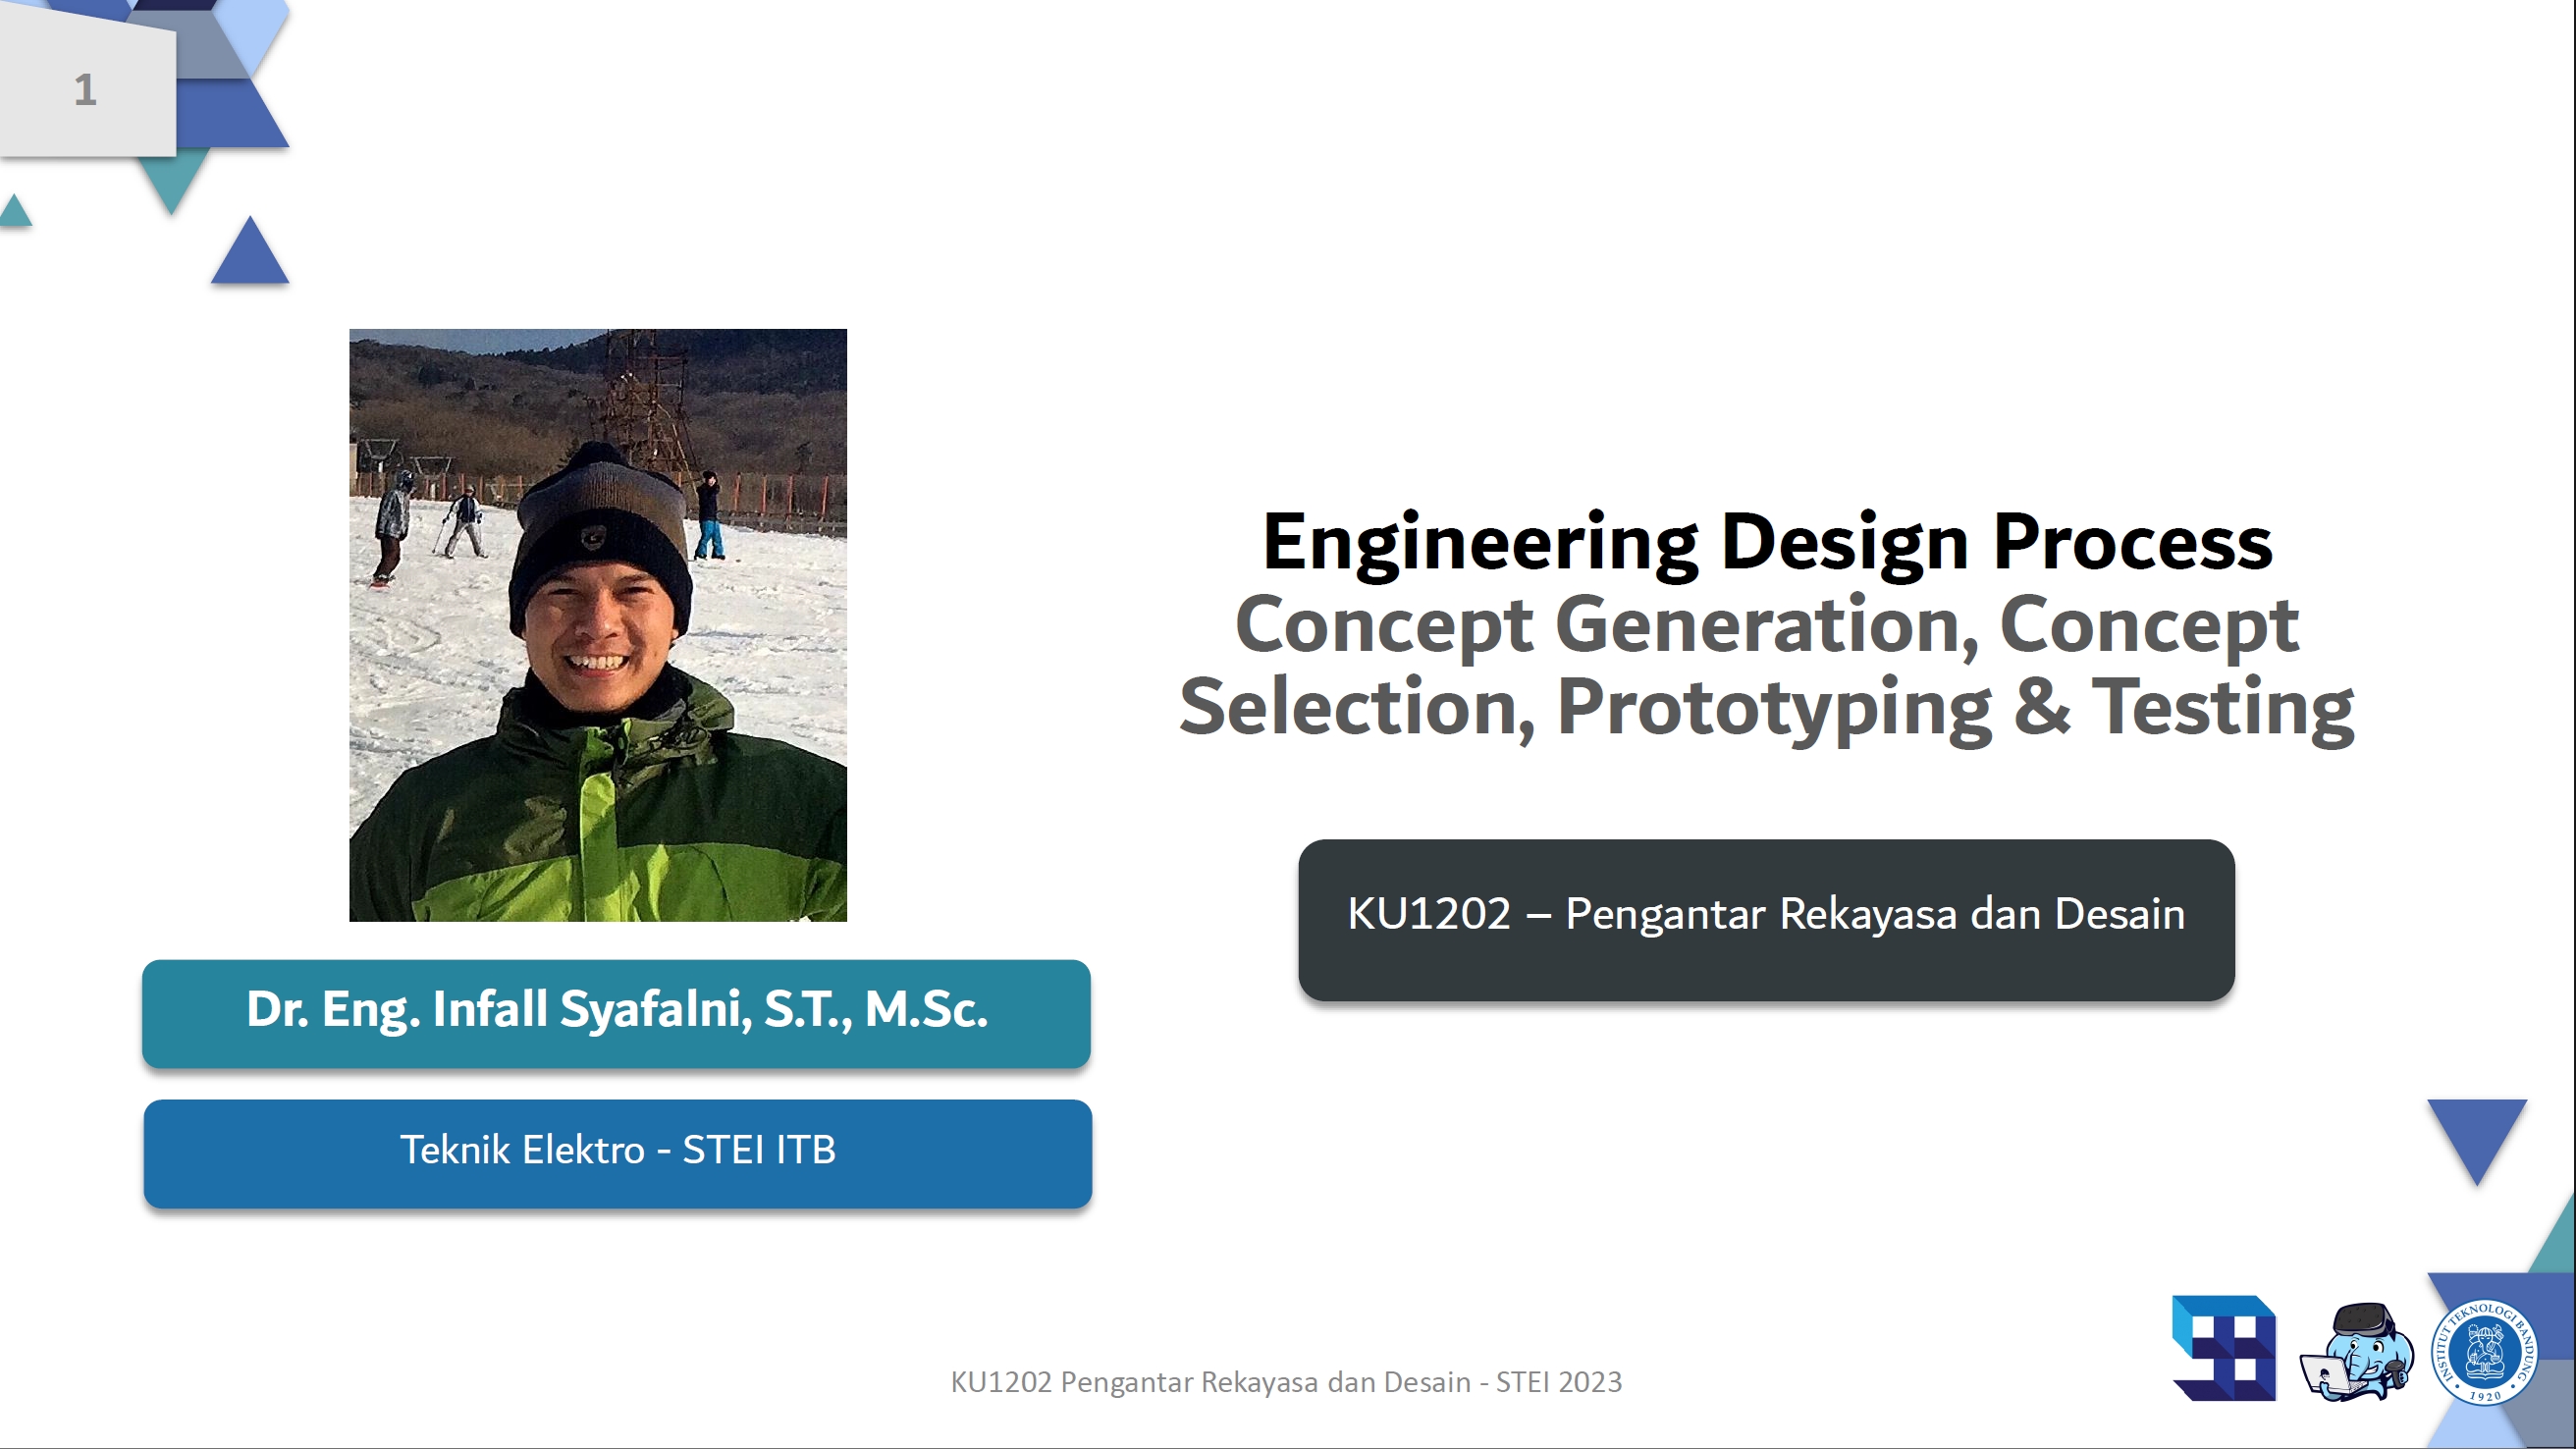 1
Engineering Design Process
Concept Generation, Concept
Selection, Prototyping & Testing
KU1202 – Pengantar Rekayasa dan Desain
Dr. Eng. Infall Syafalni, S.T., M.Sc.
Teknik Elektro - STEI ITB
KU1202 Pengantar Rekayasa dan Desain - STEI 2023
INSTITUT TEKNOLOGI BANDUNG
1920